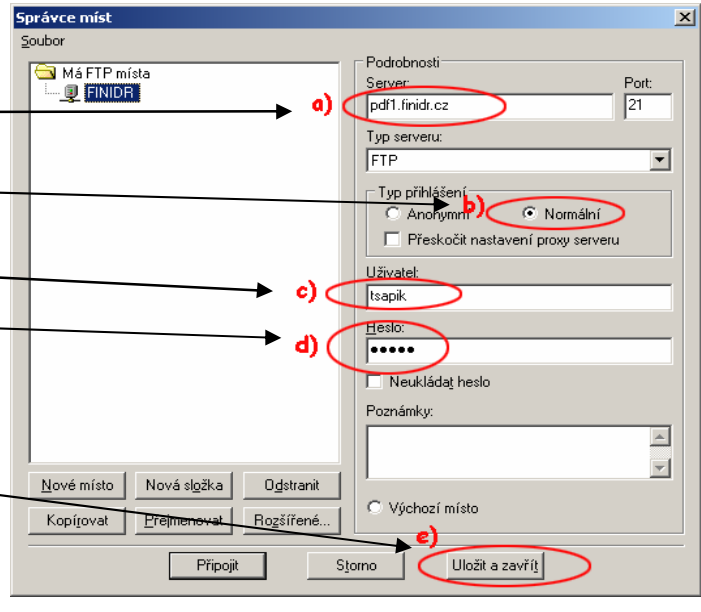 Správce míst
Soubor
Má FTP místa
FINIDR
Podrobnosti
Server:
Port:
a)
pdf1.finidr.cz
21
Typ serveru:
FTP
Typ přihlášení
b)
Anonymní
Normální
Přeskočit nastavení proxy serveru
Uživatel:
c)
tsapik
Heslo:
d)
•••••
Neukládat heslo
Poznámky:
Nové místo
Nová složka
Odstranit
Kopírovat
Přejmenovat
Rozšířené...
Výchozí místo
e)
Připojit
Storno
Uložit a zavřít